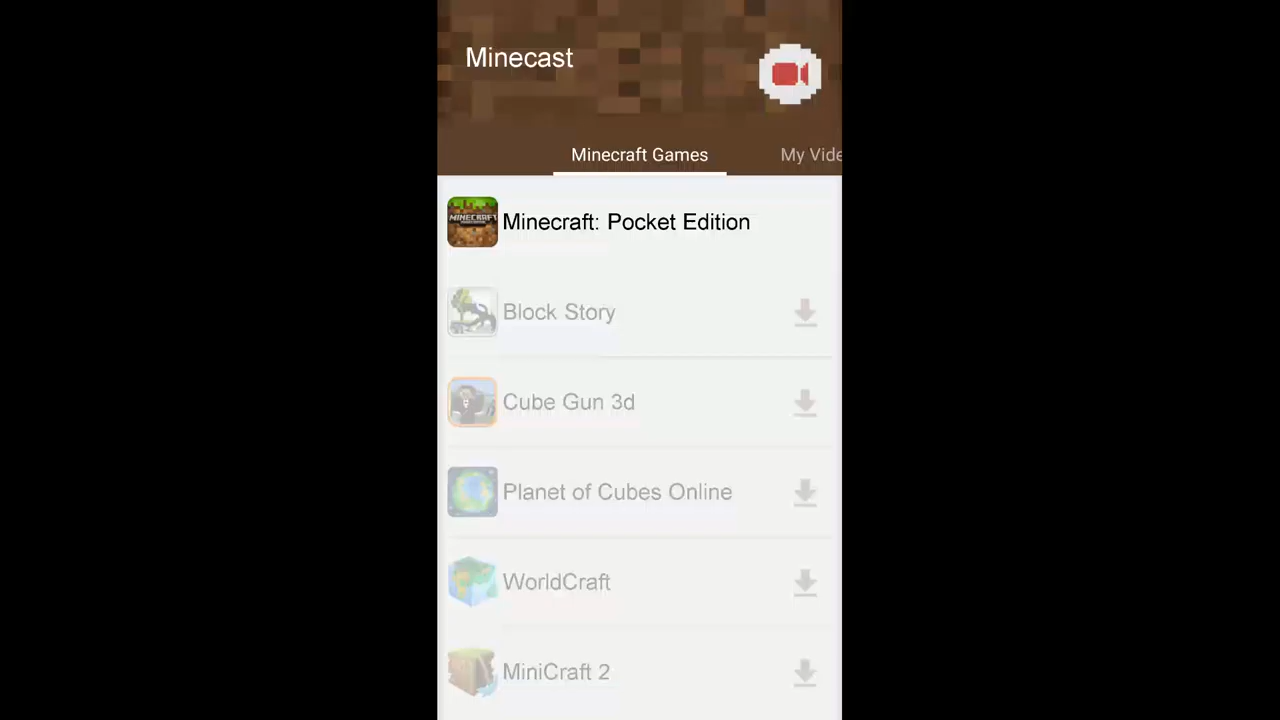 Minecast
Minecraft Games
My Vide
MINECRAFT
Minecraft: Pocket Edition
Block Story
Cube Gun 3d
Planet of Cubes Online
WorldCraft
MiniCraft 2